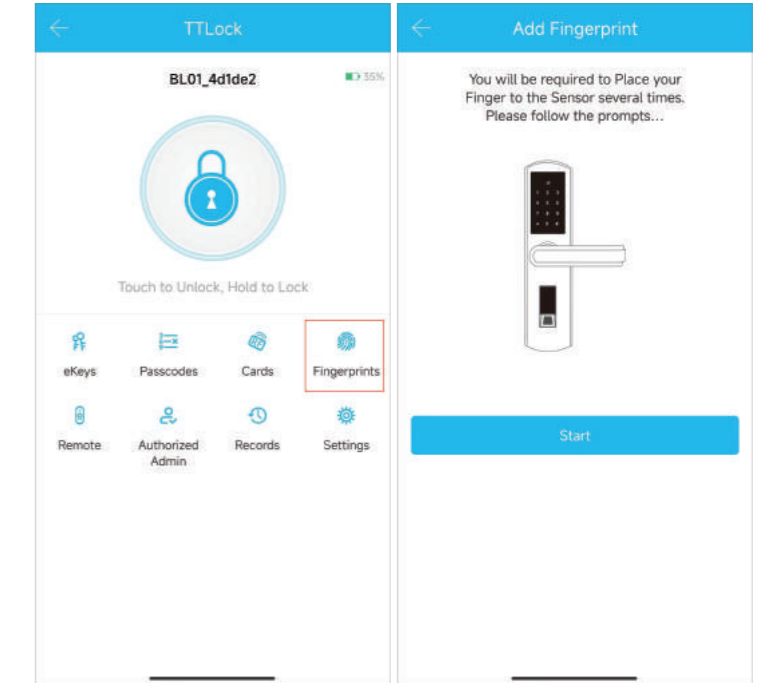 TTLock
BL01_4d1de2
35%
Touch to Unlock, Hold to Lock
eKeys
Passcodes
Cards
Fingerprints
Remote
Authorized
Admin
Records
Settings
Add Fingerprint
You will be required to Place your
Finger to the Sensor several times.
Please follow the prompts...
Start